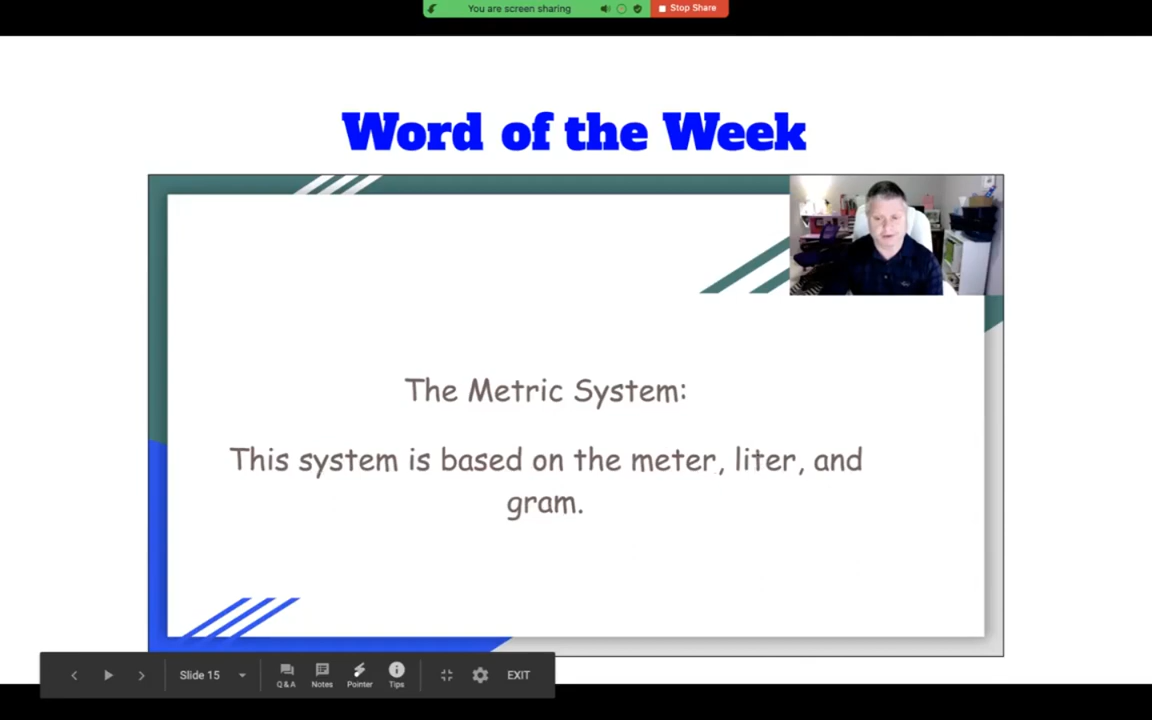 You are screen sharing
Stop Share
Word of the Week
The Metric System:
This system is based on the meter, liter, and
gram.
Slide 15
Q&A
Notes
Pointer
Tips
EXIT